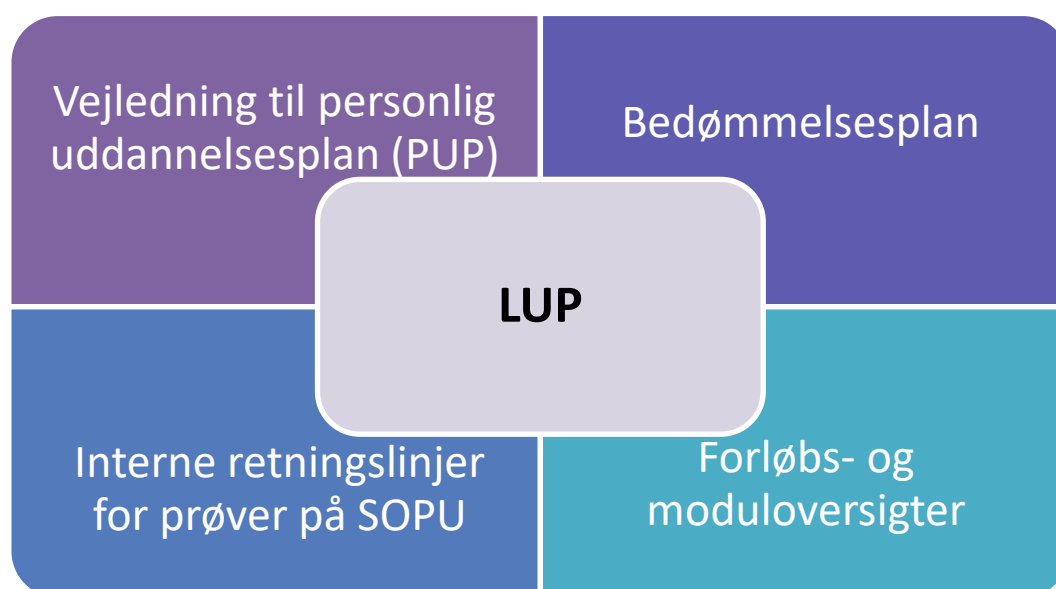 Vejledning til personlig
uddannelsesplan (PUP)
Bedømmelsesplan
LUP
Interne retningslinjer
for prøver på SOPU
Forløbs- og
moduloversigter